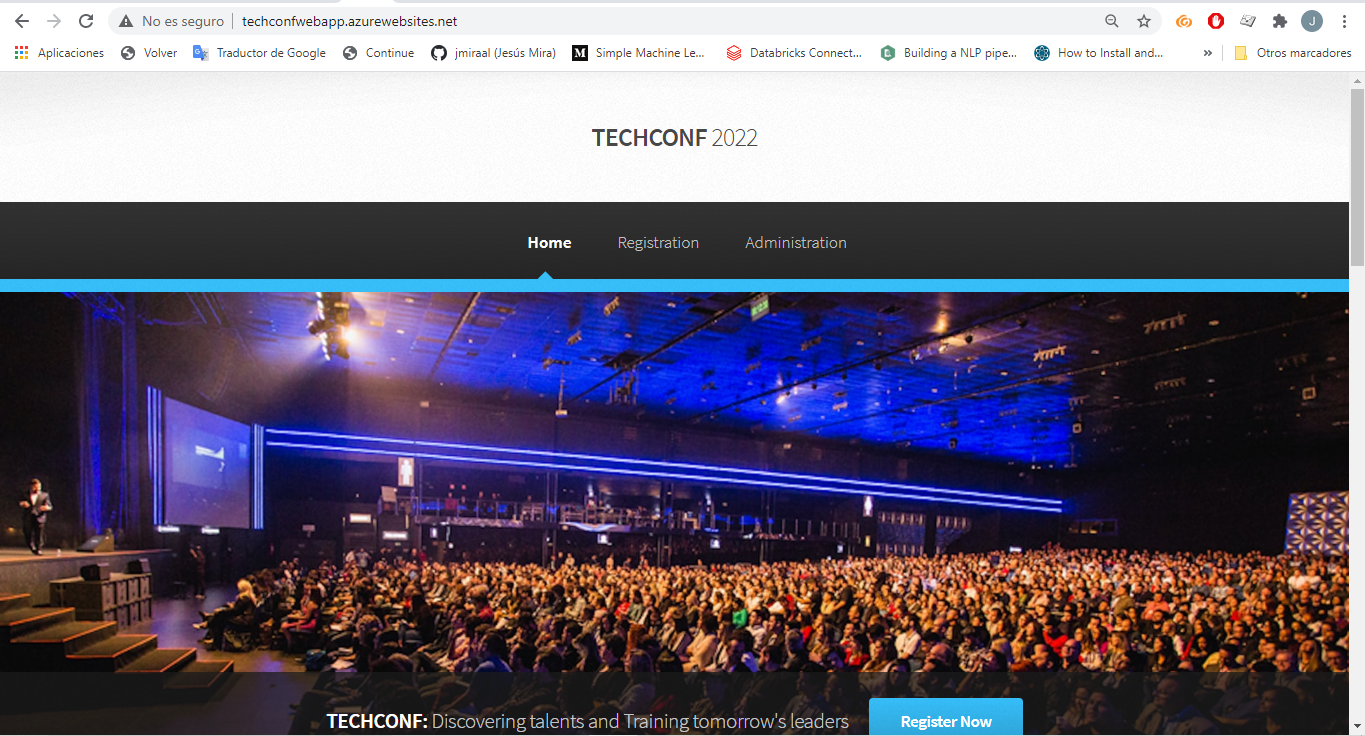 No es seguro techconfwebapp.azurewebsites.net J
Aplicaciones Volver Traductor de Google Continue jmiraal (Jesús Mira) M Simple Machine Le... Databricks Connect... Building a NLP pipe... How to Install and... » Otros marcadores
TECHCONF 2022
Home Registration Administration
TECHCONF: Discovering talents and Training tomorrow's leaders Register Now